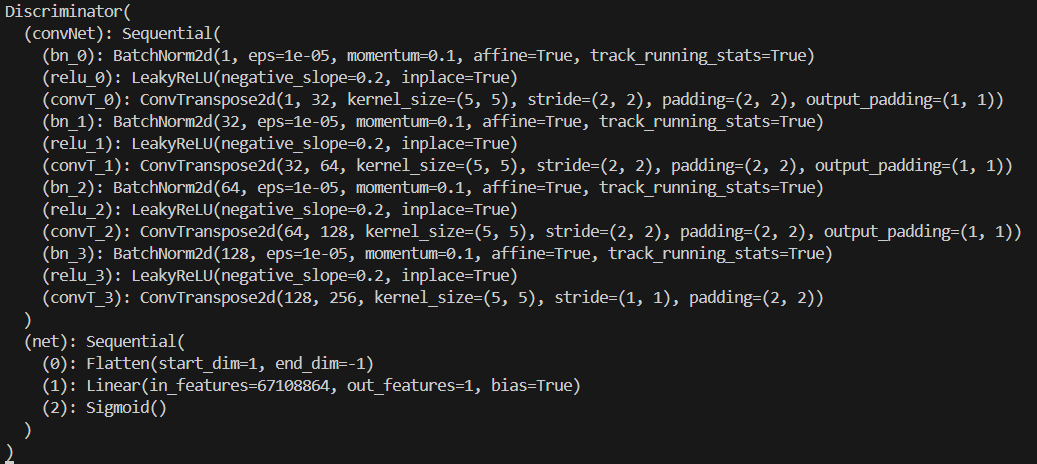 Discriminator(
  (convNet): Sequential(
    (bn_0): BatchNorm2d(1, eps=1e-05, momentum=0.1, affine=True, track_running_stats=True)
    (relu_0): LeakyReLU(negative_slope=0.2, inplace=True)
    (convT_0): ConvTranspose2d(1, 32, kernel_size=(5, 5), stride=(2, 2), padding=(2, 2), output_padding=(1, 1))
    (bn_1): BatchNorm2d(32, eps=1e-05, momentum=0.1, affine=True, track_running_stats=True)
    (relu_1): LeakyReLU(negative_slope=0.2, inplace=True)
    (convT_1): ConvTranspose2d(32, 64, kernel_size=(5, 5), stride=(2, 2), padding=(2, 2), output_padding=(1, 1))
    (bn_2): BatchNorm2d(64, eps=1e-05, momentum=0.1, affine=True, track_running_stats=True)
    (relu_2): LeakyReLU(negative_slope=0.2, inplace=True)
    (convT_2): ConvTranspose2d(64, 128, kernel_size=(5, 5), stride=(2, 2), padding=(2, 2), output_padding=(1, 1))
    (bn_3): BatchNorm2d(128, eps=1e-05, momentum=0.1, affine=True, track_running_stats=True)
    (relu_3): LeakyReLU(negative_slope=0.2, inplace=True)
    (convT_3): ConvTranspose2d(128, 256, kernel_size=(5, 5), stride=(1, 1), padding=(2, 2))
  )
  (net): Sequential(
    (0): Flatten(start_dim=1, end_dim=-1)
    (1): Linear(in_features=67108864, out_features=1, bias=True)
    (2): Sigmoid()
  )
)